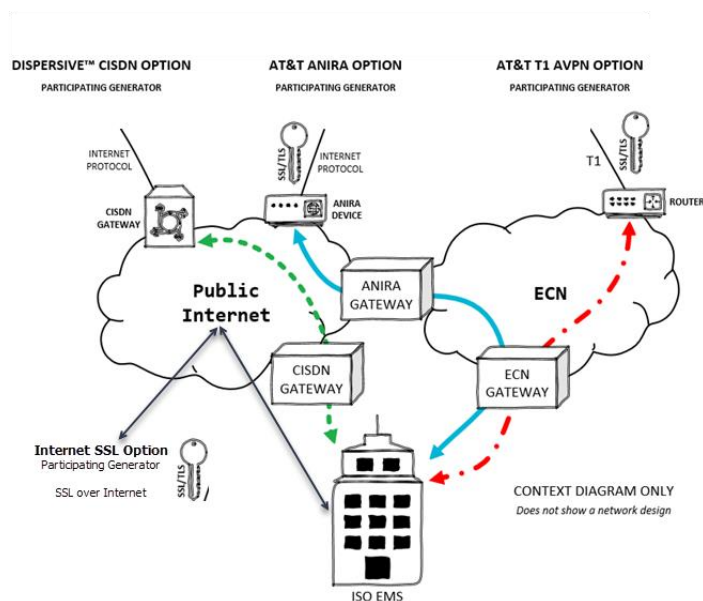 DISPERSIVE™ CISDN OPTION
PARTICIPATING GENERATOR
AT&T ANIRA OPTION
PARTICIPATING GENERATOR
AT&T T1 AVPN OPTION
PARTICIPATING GENERATOR
INTERNET
PROTOCOL
SSL/TLS
INTERNET
PROTOCOL
T1
SSL/TLS
CISDN
GATEWAY
ANIRA
DEVICE
ROUTER
Public
Internet
ANIRA
GATEWAY
ECN
CISDN
GATEWAY
ECN
GATEWAY
Internet SSL Option
Participating Generator
SSL over Internet
SSL/TLS
CONTEXT DIAGRAM ONLY
Does not show a network design
ISO EMS